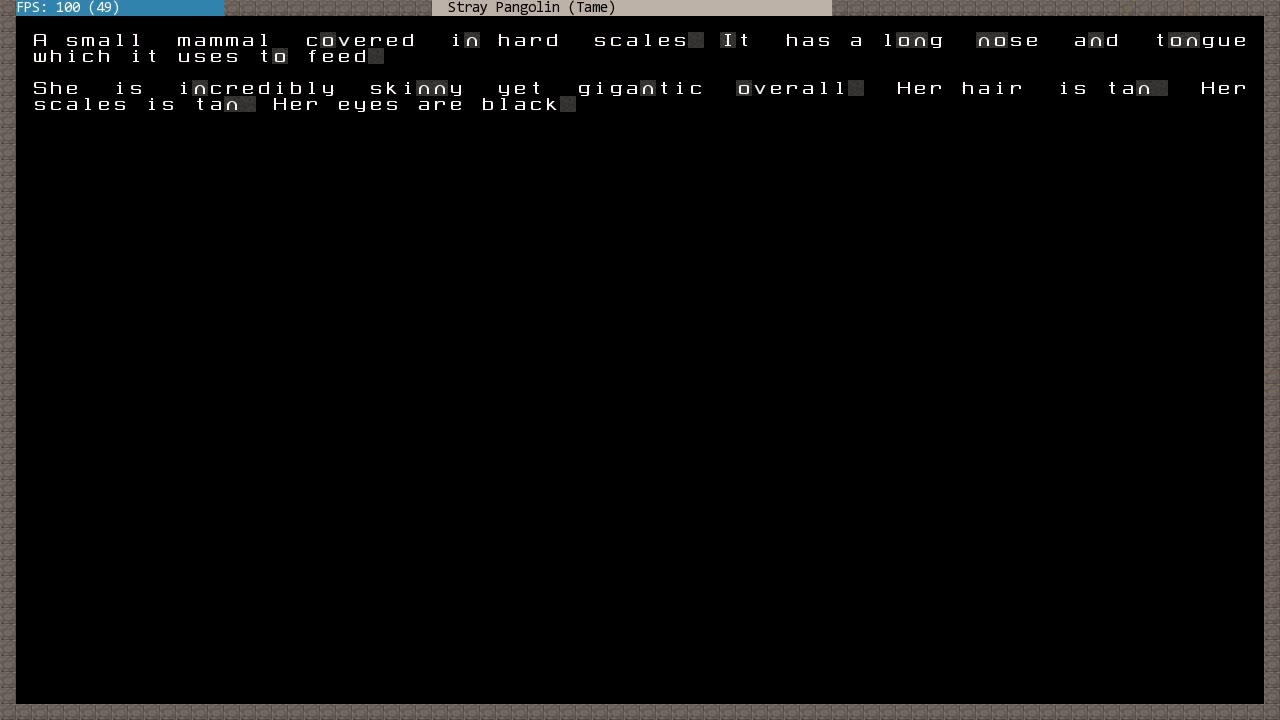 FPS: 100 (49)
Stray Pangolin (Tame)
A small mammal covered in hard scales. It has a long nose and tongue
which it uses to feed.
She is incredibly skinny yet gigantic overall. Her hair is tan. Her
scales is tan. Her eyes are black.